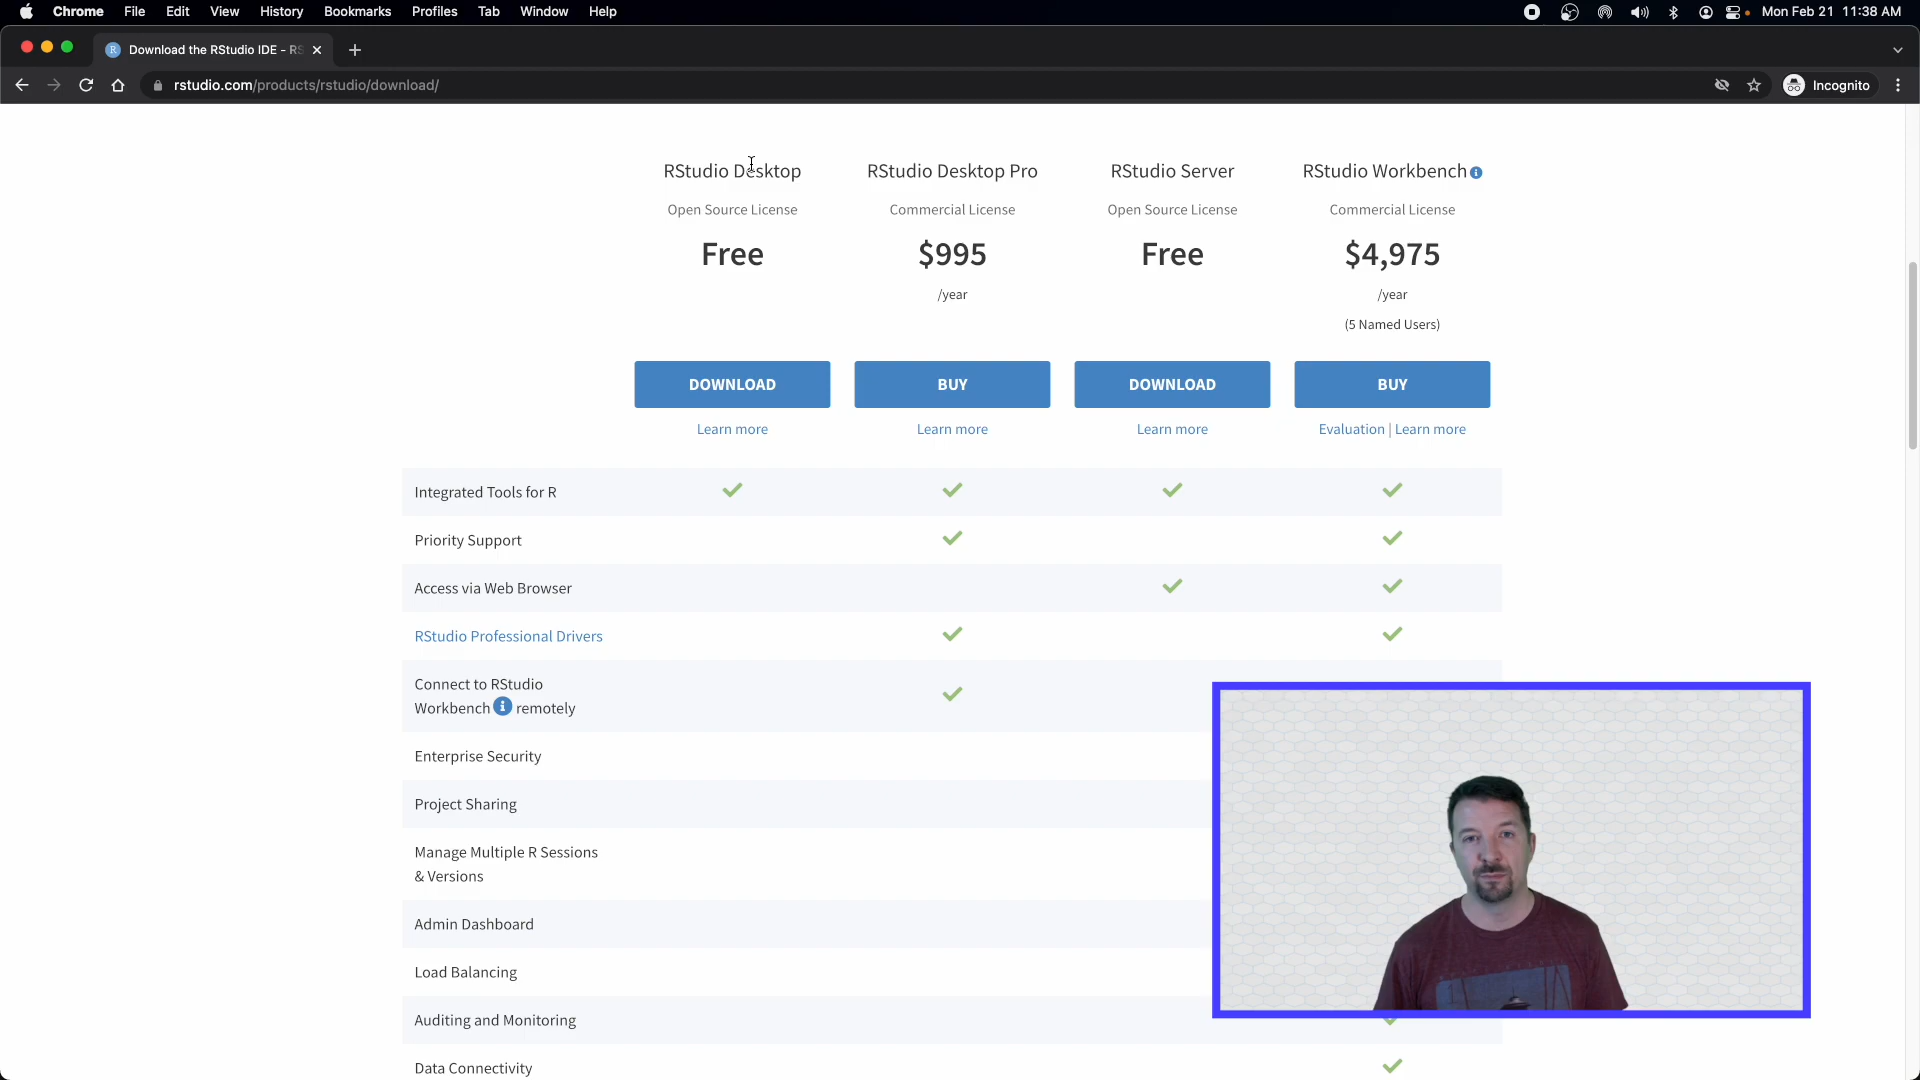 Chrome File Edit View History Bookmarks Profiles Tab Window Help Mon Feb 21 11:38 AM
Download the RStudio IDE - RS
rstudio.com/products/rstudio/download/ Incognito
RStudio Desktop RStudio Desktop Pro RStudio Server RStudio Workbench
Open Source License Commercial License Open Source License Commercial License
Free $995 Free $4,975
/year /year
(5 Named Users)
DOWNLOAD BUY DOWNLOAD BUY
Learn more Learn more Learn more Evaluation | Learn more
Integrated Tools for R
Priority Support
Access via Web Browser
RStudio Professional Drivers
Connect to RStudio
Workbench remotely
Enterprise Security
Project Sharing
Manage Multiple R Sessions
& Versions
Admin Dashboard
Load Balancing
Auditing and Monitoring
Data Connectivity